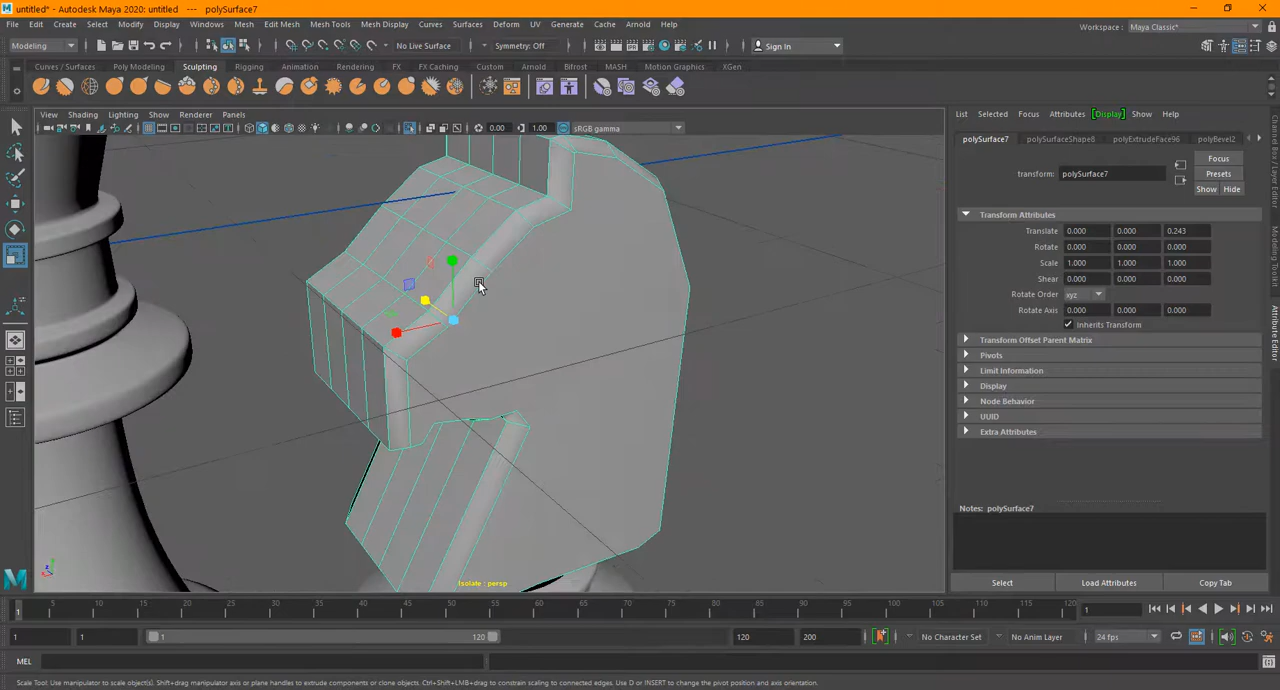 untitled* - Autodesk Maya 2020: untitled --- polySurface7
File Edit Create Select Modify Display Windows Mesh Edit Mesh Mesh Tools Mesh Display Curves Surfaces Deform UV Generate Cache Arnold Help
Workspace : Maya Classic*
Modeling No Live Surface Symmetry: Off Sign In
Curves / Surfaces Poly Modeling Sculpting Rigging Animation Rendering FX FX Caching Custom Arnold Bifrost MASH Motion Graphics XGen
View Shading Lighting Show Renderer Panels
List Selected Focus Attributes Display Show Help
0.00 1.00 sRGB gamma
polySurface7 polySurfaceShape8 polyExtrudeFace96 polyBevel2
Focus
transform: polySurface7 Presets
Show Hide
Transform Attributes
Translate 0.000 0.000 0.243
Rotate 0.000 0.000 0.000
Scale 1.000 1.000 1.000
Shear 0.000 0.000 0.000
Rotate Order xyz
Rotate Axis 0.000 0.000 0.000
Inherits Transform
Transform Offset Parent Matrix
Pivots
Limit Information
Display
Node Behavior
UUID
Extra Attributes
Notes: polySurface7
Select Load Attributes Copy Tab
Channel Box / Layer Editor
Modeling Toolkit
Attribute Editor
Isolate : persp
5 10 15 20 25 30 35 40 45 50 55 60 65 70 75 80 85 90 95 100 105 110 115 120
1 1
1 1 1 120 120 200 No Character Set No Anim Layer 24 fps
MEL
Scale Tool: Use manipulator to scale object(s). Shift+drag manipulator axis or plane handles to extrude components or clone objects. Ctrl+Shift+LMB+drag to constrain scaling to connected edges. Use D or INSERT to change the pivot position and axis orientation.